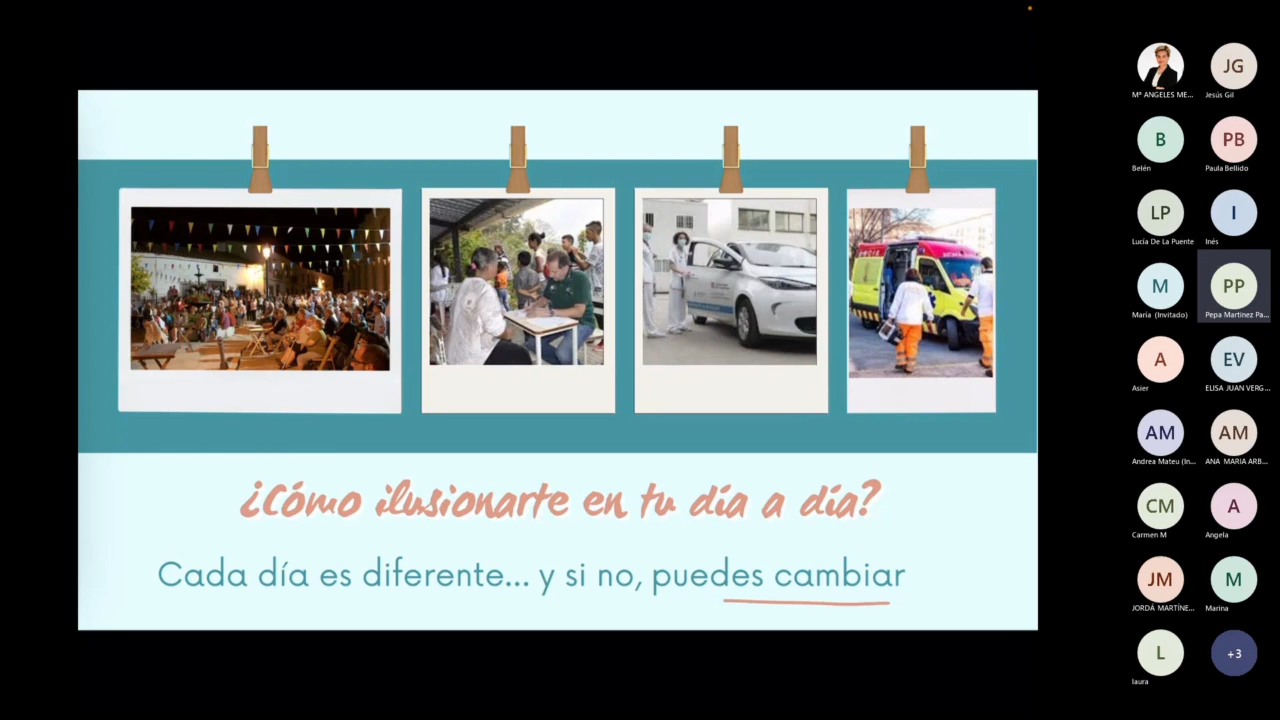 ¿Cómo ilusionarte en tu día a día?
Cada día es diferente... y si no, puedes cambiar
Mª ANGELES ME...
JG
Jesús Gil
B
Belén
PB
Paula Bellido
LP
Lucía De La Puente
I
Inés
M
María (Invitado)
PP
Pepa Martinez Pa...
A
Asier
EV
ELISA JUAN VERG...
AM
Andrea Mateu (In...
AM
ANA MARIA ARB...
CM
Carmen M
A
Angela
JM
JORDÀ MARTÍNE...
M
Marina
L
laura
+3